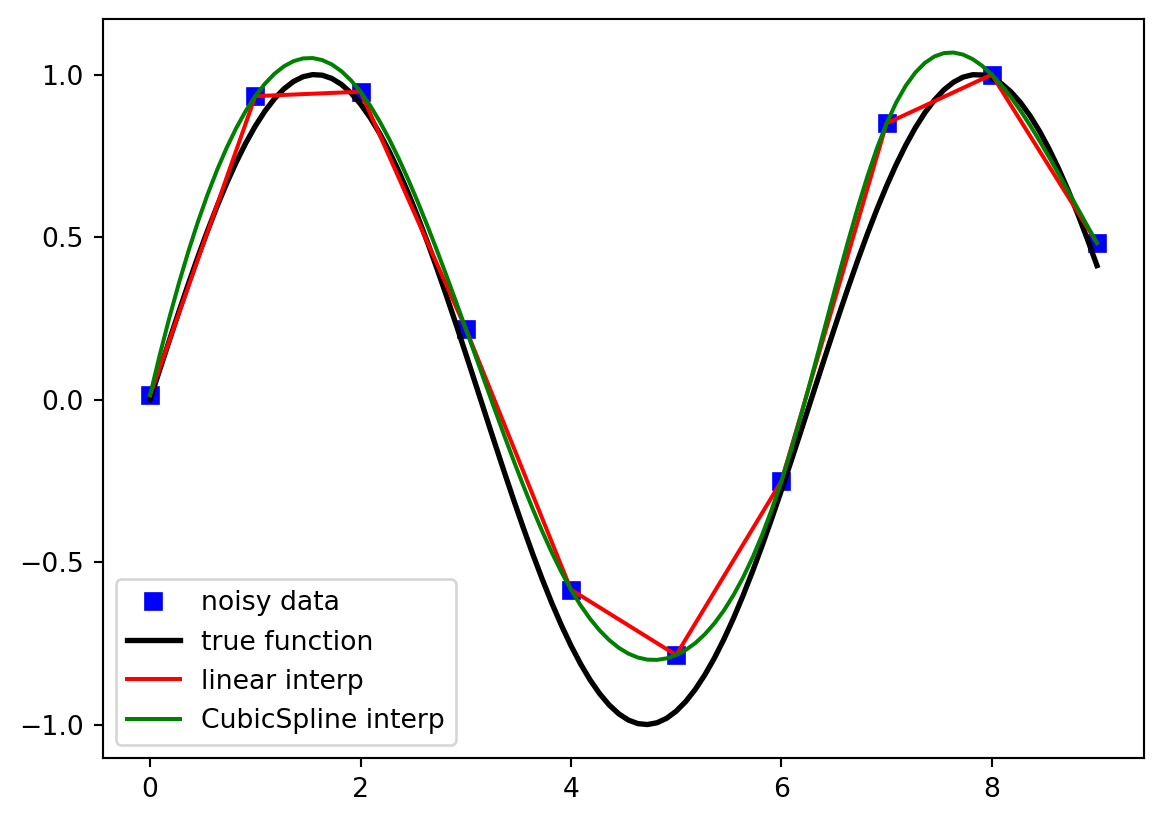 1.0
0.5
0.0
−0.5
−1.0
noisy data
true function
linear interp
CubicSpline interp
0 2 4 6 8